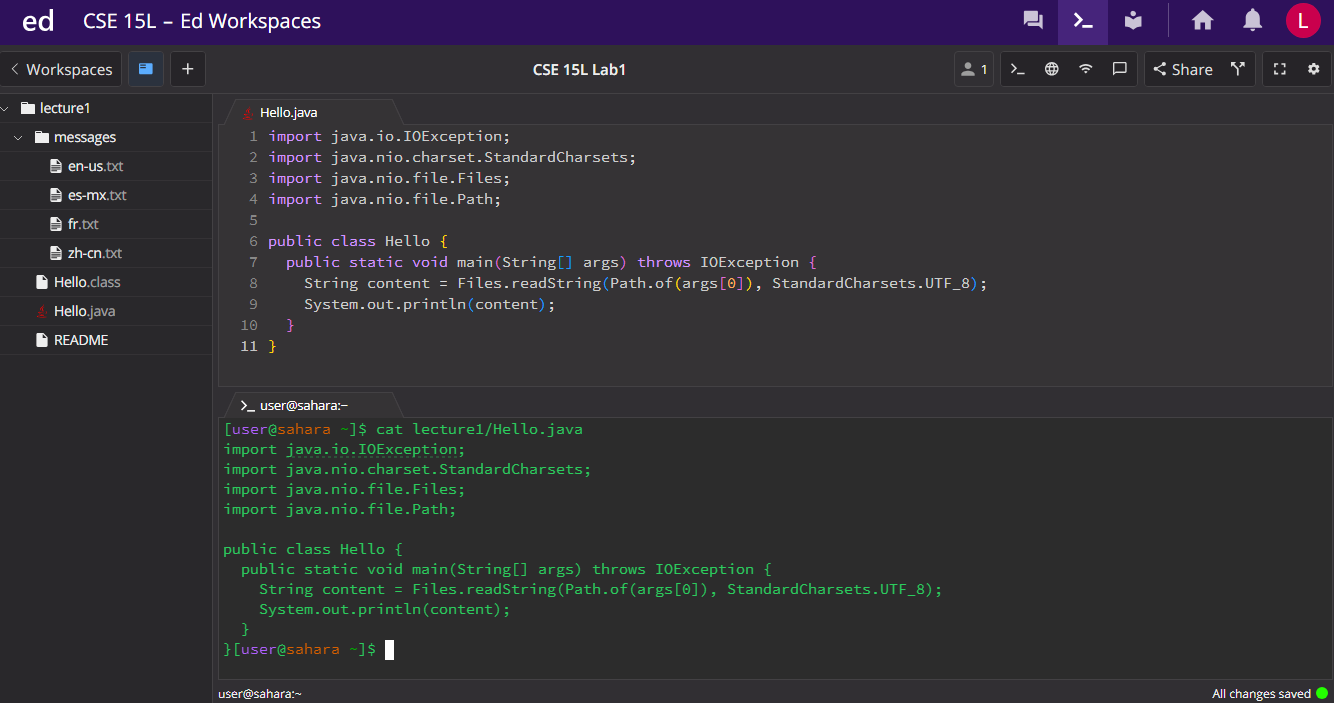 ed CSE 15L – Ed Workspaces L
Workspaces + CSE 15L Lab1 1 Share
lecture1
messages
en-us.txt
es-mx.txt
fr.txt
zh-cn.txt
Hello.class
Hello.java
README
Hello.java
1 import java.io.IOException;
2 import java.nio.charset.StandardCharsets;
3 import java.nio.file.Files;
4 import java.nio.file.Path;
5
6 public class Hello {
7   public static void main(String[] args) throws IOException {
8     String content = Files.readString(Path.of(args[0]), StandardCharsets.UTF_8);
9     System.out.println(content);
10   }
11 }
>_ user@sahara:~
[user@sahara ~]$ cat lecture1/Hello.java
import java.io.IOException;
import java.nio.charset.StandardCharsets;
import java.nio.file.Files;
import java.nio.file.Path;

public class Hello {
  public static void main(String[] args) throws IOException {
    String content = Files.readString(Path.of(args[0]), StandardCharsets.UTF_8);
    System.out.println(content);
  }
}[user@sahara ~]$
user@sahara:~ All changes saved